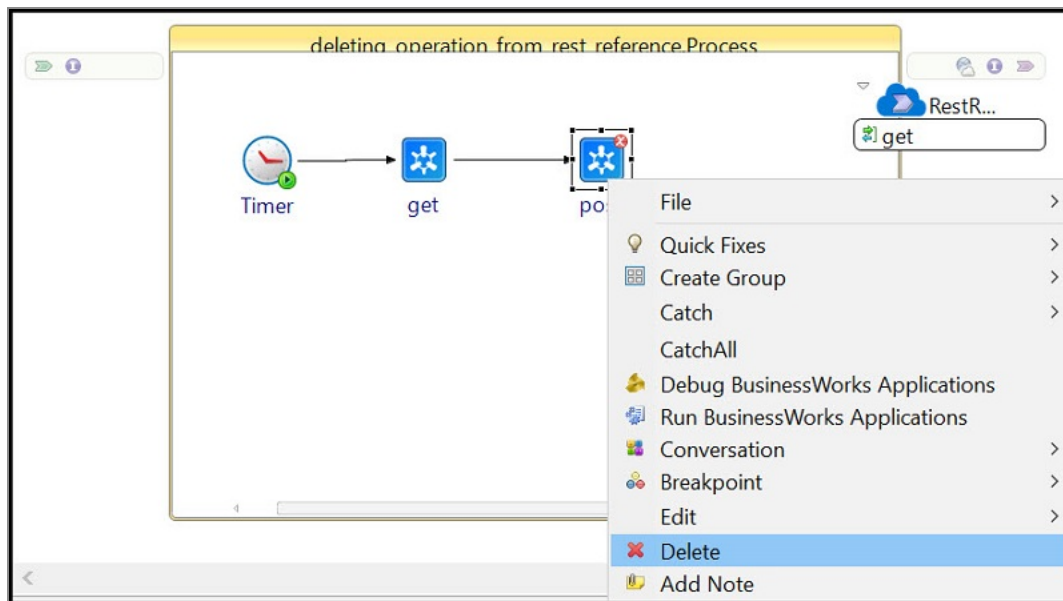 deleting operation from rest reference.Process
RestR...
get
Timer
get
File
Quick Fixes
Create Group
Catch
CatchAll
Debug BusinessWorks Applications
Run BusinessWorks Applications
Conversation
Breakpoint
Edit
Delete
Add Note